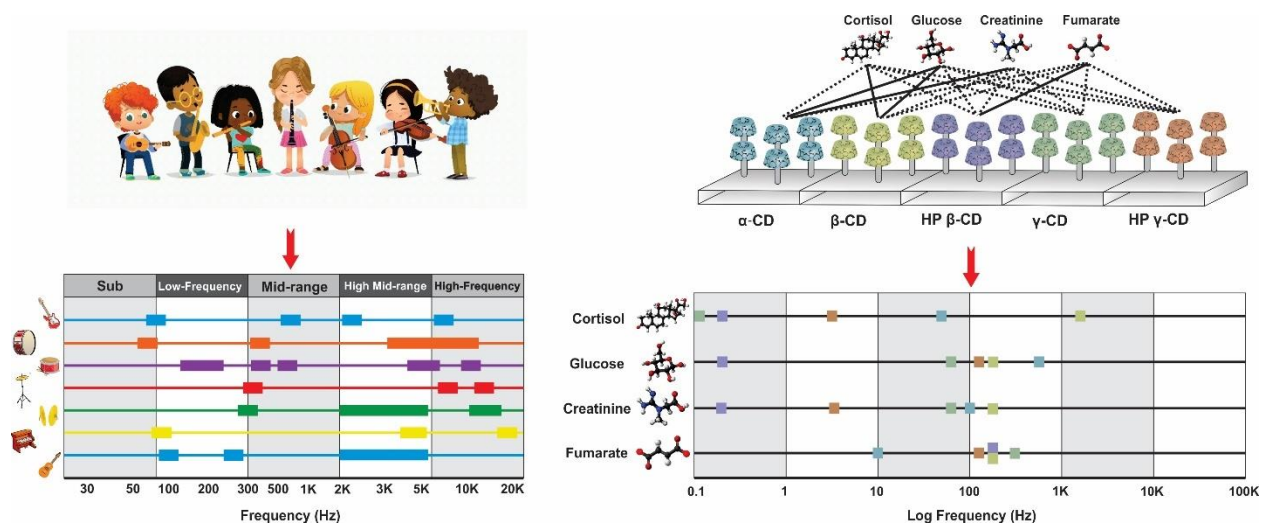 Cortisol Glucose Creatinine Fumarate
α-CD β-CD HP β-CD γ-CD HP γ-CD
Sub Low-Frequency Mid-range High Mid-range High-Frequency
30 50 100 200 300 500 1K 2K 3K 5K 10K 20K
Frequency (Hz)
Cortisol
Glucose
Creatinine
Fumarate
0.1 1 10 100 1K 10K 100K
Log Frequency (Hz)